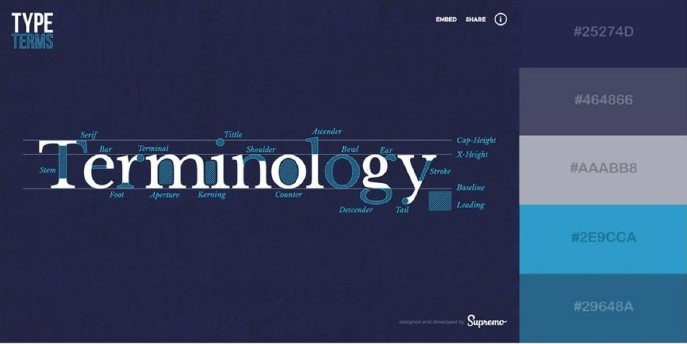 TYPE
TERMS
EMBED SHARE i
Serif
Tittle
Ascender
Cap-Height
Bar
Terminal
Shoulder
Bowl
Ear
X-Height
Stem
Terminology
Stroke
Baseline
Foot
Aperture
Kerning
Counter
Descender
Tail
Leading
designed and developed by Supremo
#25274D
#464866
#AAABB8
#2E9CCA
#29648A